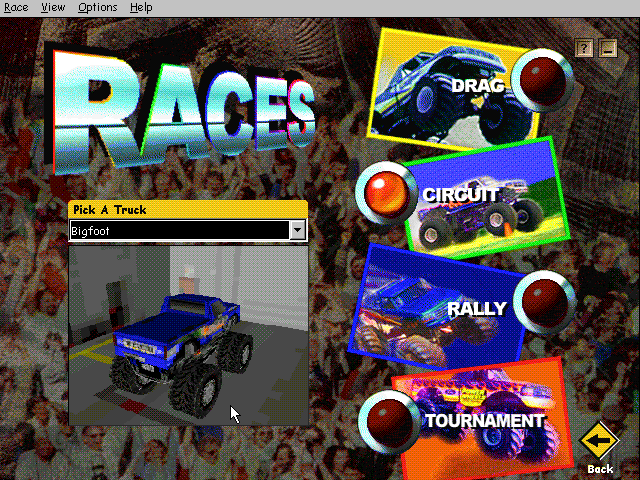 Race View Options Help
RACES
?
DRAG
CIRCUIT
Pick A Truck
Bigfoot
RALLY
TOURNAMENT
Back